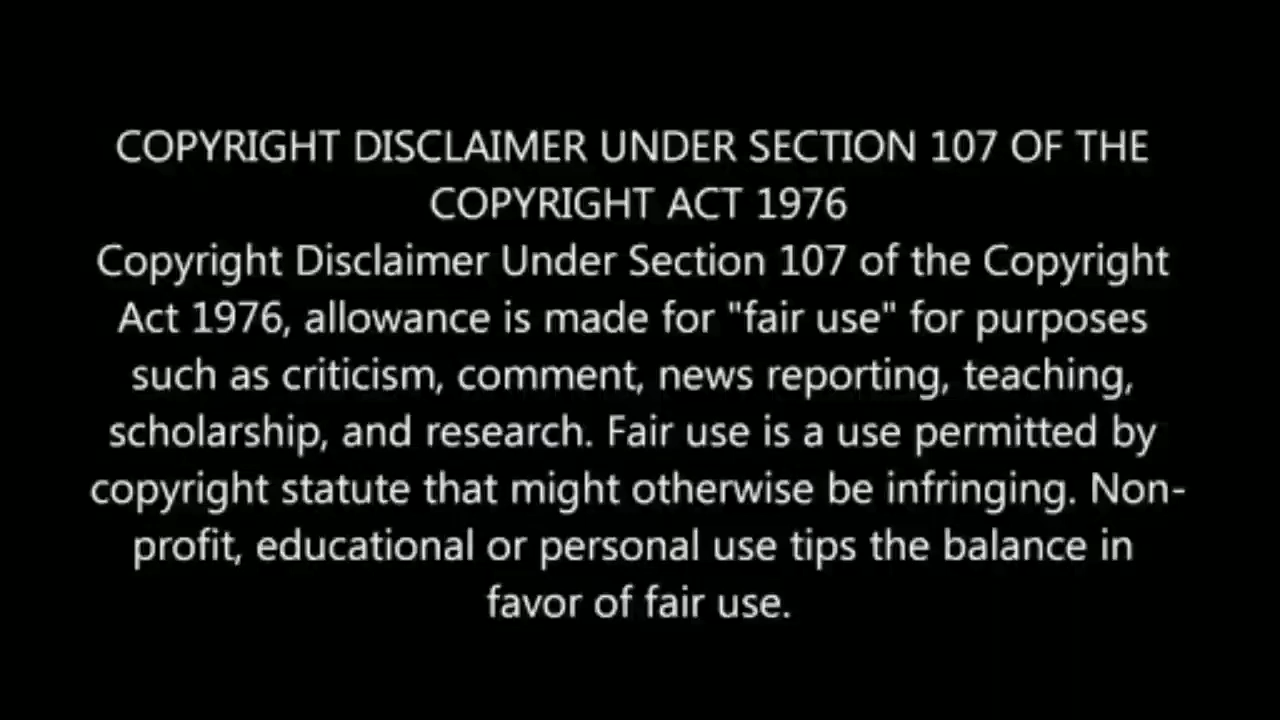 COPYRIGHT DISCLAIMER UNDER SECTION 107 OF THE
COPYRIGHT ACT 1976
Copyright Disclaimer Under Section 107 of the Copyright
Act 1976, allowance is made for "fair use" for purposes
such as criticism, comment, news reporting, teaching,
scholarship, and research. Fair use is a use permitted by
copyright statute that might otherwise be infringing. Non-
profit, educational or personal use tips the balance in
favor of fair use.